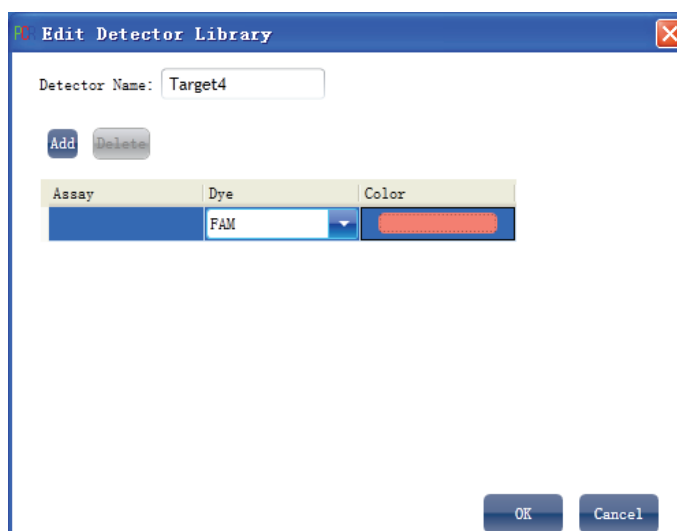 PCR Edit Detector Library
Detector Name: Target4
Add Delete
Assay Dye Color
FAM
OK Cancel